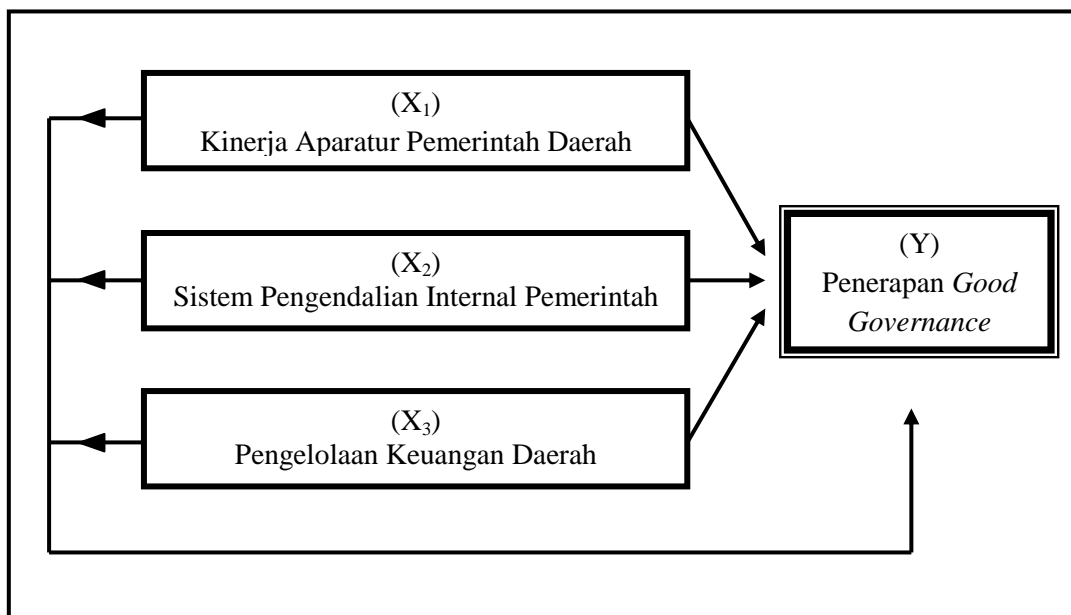 (X₁)
Kinerja Aparatur Pemerintah Daerah
(X₂)
Sistem Pengendalian Internal Pemerintah
(X₃)
Pengelolaan Keuangan Daerah
(Y)
Penerapan Good
Governance